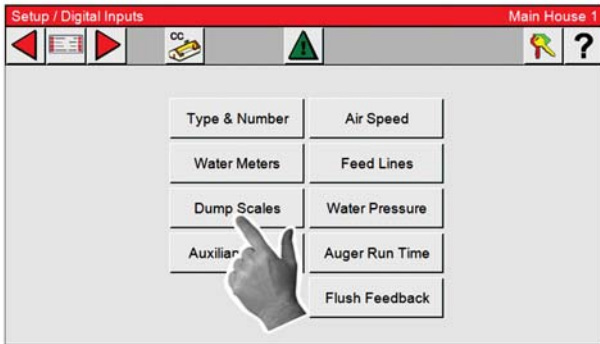 Setup / Digital Inputs Main House 1
CC ?
Type & Number Air Speed
Water Meters Feed Lines
Dump Scales Water Pressure
Auger Run Time
Flush Feedback